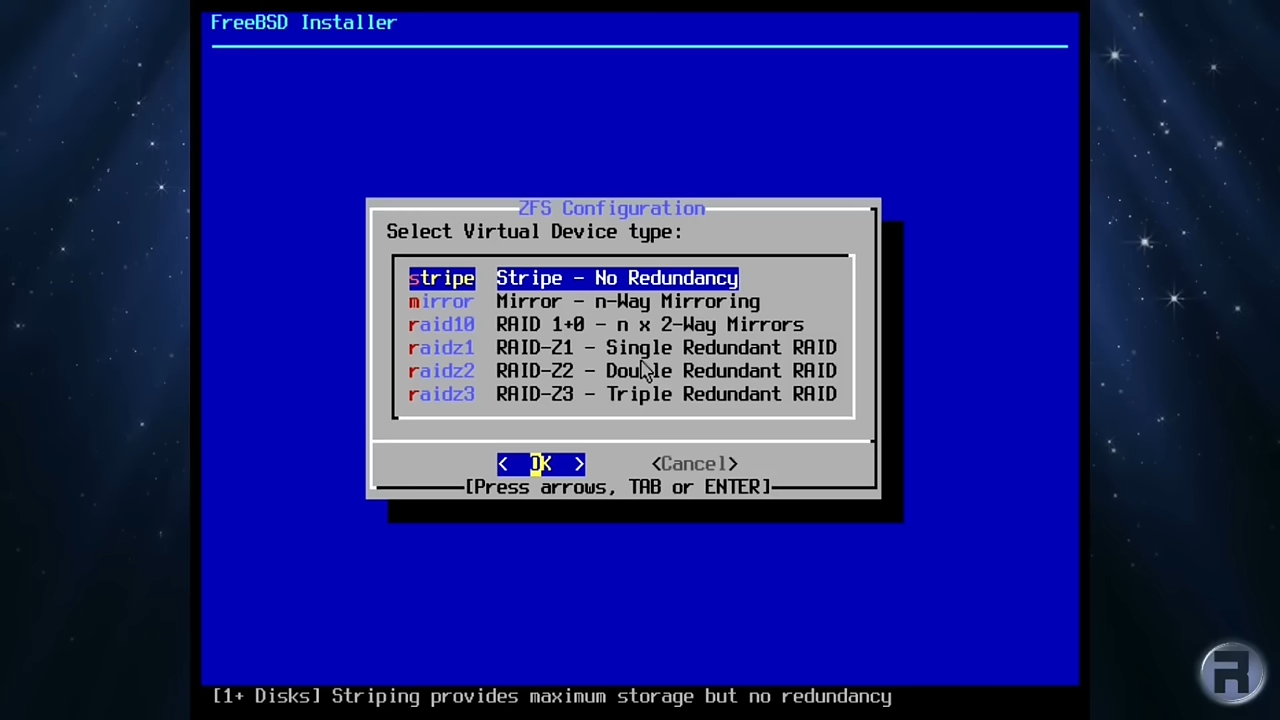 FreeBSD Installer
ZFS Configuration
Select Virtual Device type:
stripe Stripe - No Redundancy
mirror Mirror - n-Way Mirroring
raid10 RAID 1+0 - n x 2-Way Mirrors
raidz1 RAID-Z1 - Single Redundant RAID
raidz2 RAID-Z2 - Double Redundant RAID
raidz3 RAID-Z3 - Triple Redundant RAID
< OK > <Cancel>
[Press arrows, TAB or ENTER]
[1+ Disks] Striping provides maximum storage but no redundancy
R